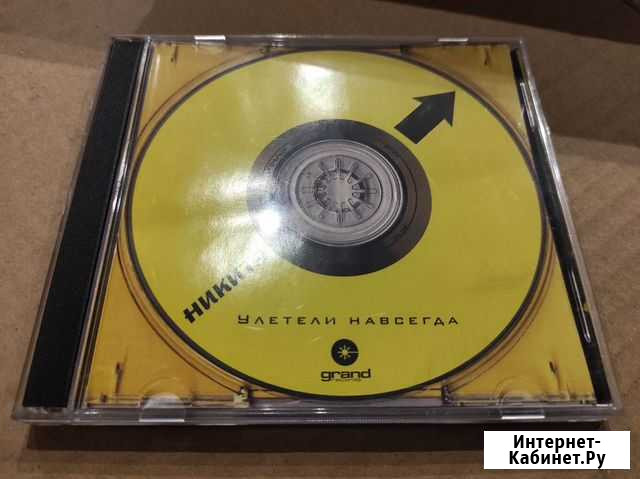 НИКИ
Улетели навсегда
grand
Интернет-
Кабинет.Ру